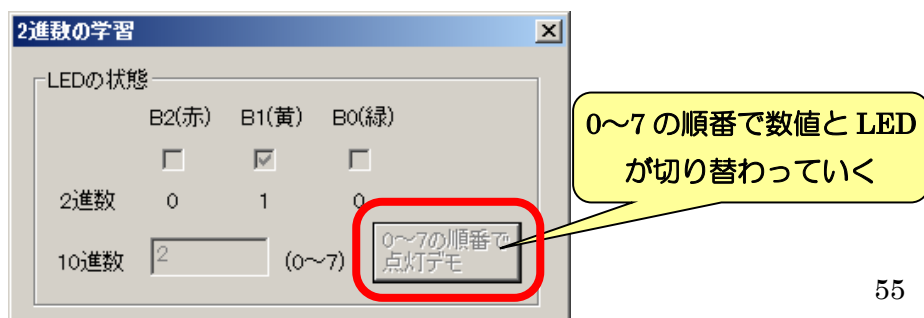 2進数の学習
LEDの状態
B2(赤) B1(黄) B0(緑)
2進数 0 1 0
10進数 2 (0～7) 0～7の順番で
点灯デモ
0～7の順番で数値とLED
が切り替わっていく
55